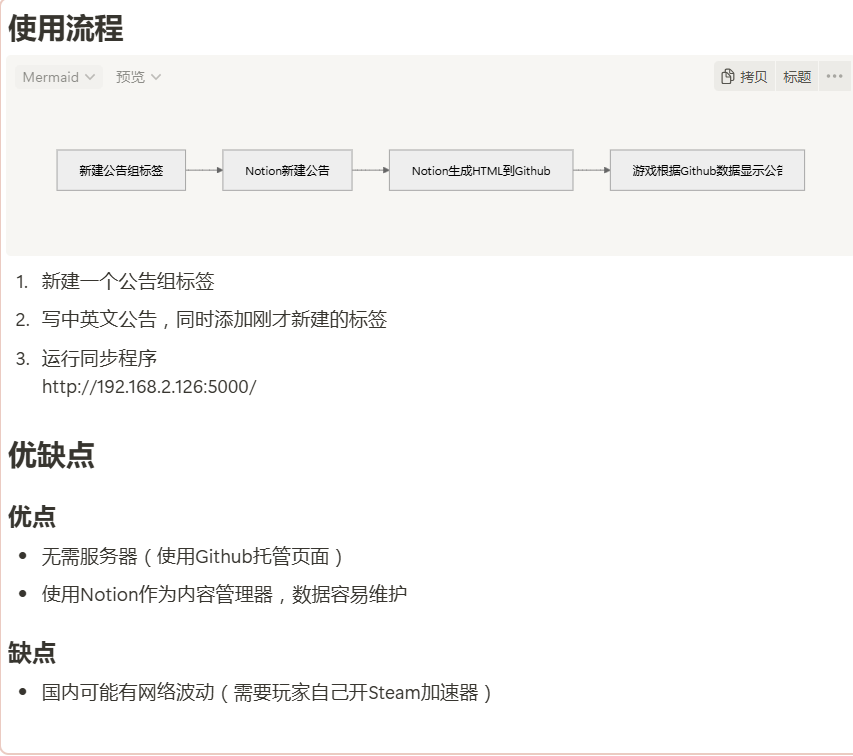 使用流程
Mermaid 预览 拷贝 标题
新建公告组标签 Notion新建公告 Notion生成HTML到Github 游戏根据Github数据显示公告
1. 新建一个公告组标签
2. 写中英文公告，同时添加刚才新建的标签
3. 运行同步程序
http://192.168.2.126:5000/
优缺点
优点
• 无需服务器（使用Github托管页面）
• 使用Notion作为内容管理器，数据容易维护
缺点
• 国内可能有网络波动（需要玩家自己开Steam加速器）